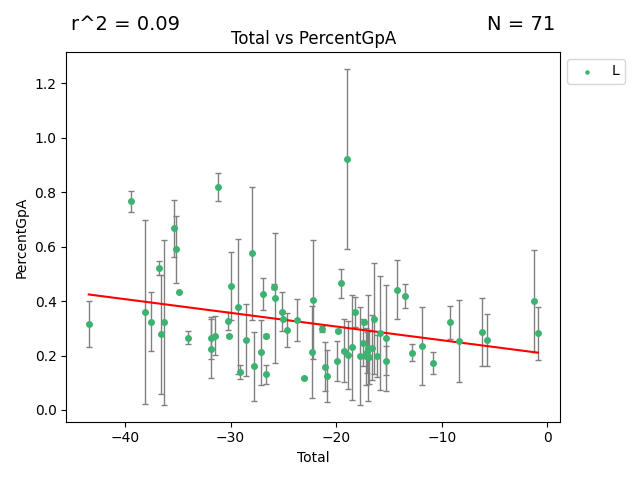 r^2 = 0.09
N = 71
Total vs PercentGpA
L
PercentGpA
1.2
1.0
0.8
0.6
0.4
0.2
0.0
−40
−30
−20
−10
0
Total